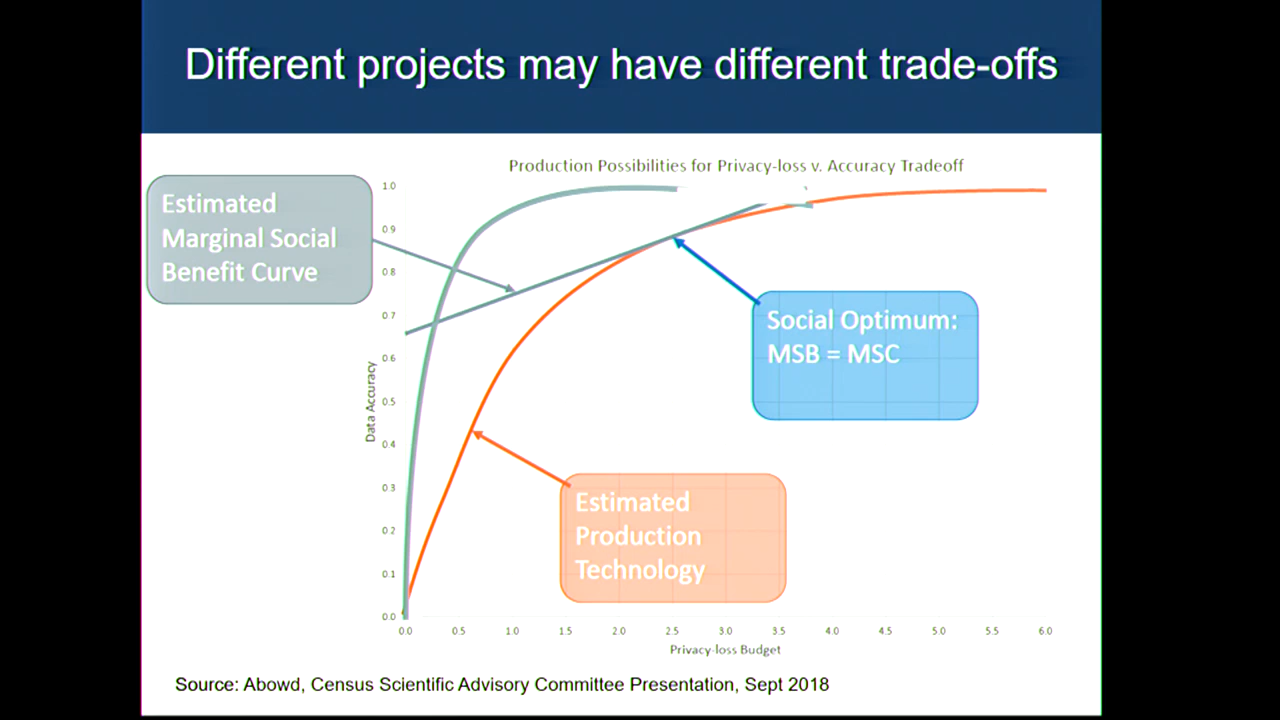 Different projects may have different trade-offs
Production Possibilities for Privacy-loss v. Accuracy Tradeoff
Estimated
Marginal Social
Benefit Curve
Social Optimum:
MSB = MSC
Estimated
Production
Technology
Data Accuracy
1.0
0.9
0.8
0.7
0.6
0.5
0.4
0.3
0.2
0.1
0.0
0.0 0.5 1.0 1.5 2.0 2.5 3.0 3.5 4.0 4.5 5.0 5.5 6.0
Privacy-loss Budget
Source: Abowd, Census Scientific Advisory Committee Presentation, Sept 2018